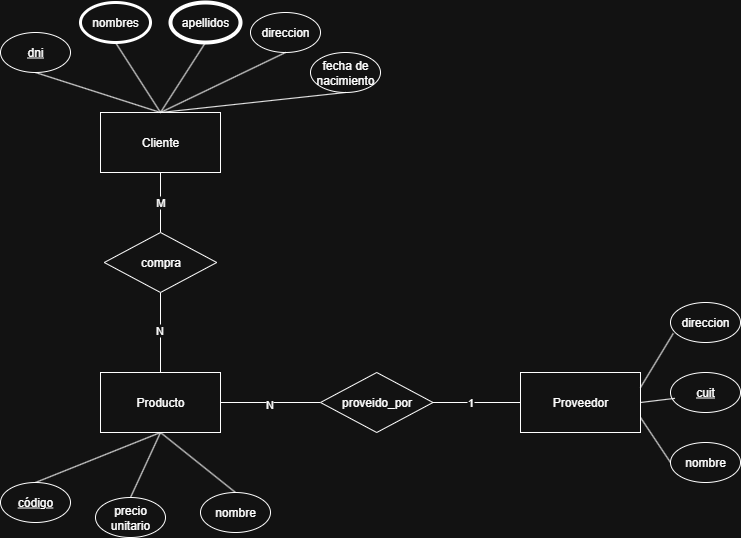 nombres
apellidos
direccion
dni
fecha de
nacimiento
Cliente
M
compra
N
direccion
Producto
N
proveido_por
1
Proveedor
cuit
nombre
código
precio
unitario
nombre